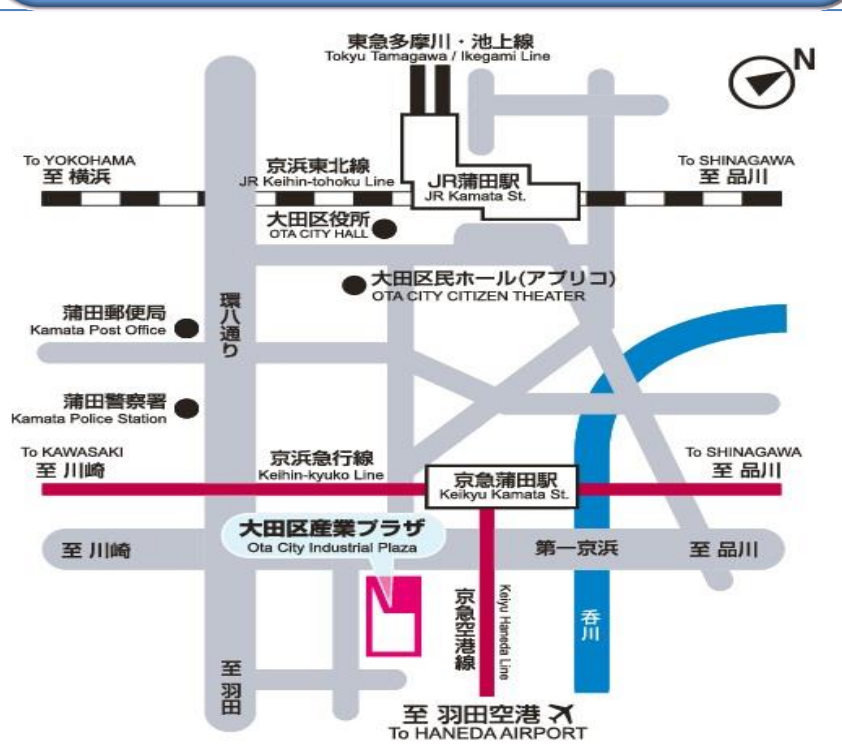 東急多摩川・池上線
Tokyu Tamagawa / Ikegami Line
N
To YOKOHAMA
至 横浜
京浜東北線
JR Keihin-tohoku Line
JR蒲田駅
JR Kamata St.
To SHINAGAWA
至 品川
大田区役所
OTA CITY HALL
大田区民ホール(アプリコ)
OTA CITY CITIZEN THEATER
環八通り
蒲田郵便局
Kamata Post Office
蒲田警察署
Kamata Police Station
To KAWASAKI
至 川崎
京浜急行線
Keihin-kyuko Line
京急蒲田駅
Keikyu Kamata St.
To SHINAGAWA
至 品川
大田区産業プラザ
Ota City Industrial Plaza
至 川崎
第一京浜
至 品川
京急空港線
Keiyu Haneda Line
呑川
至 羽田
至 羽田空港
To HANEDA AIRPORT